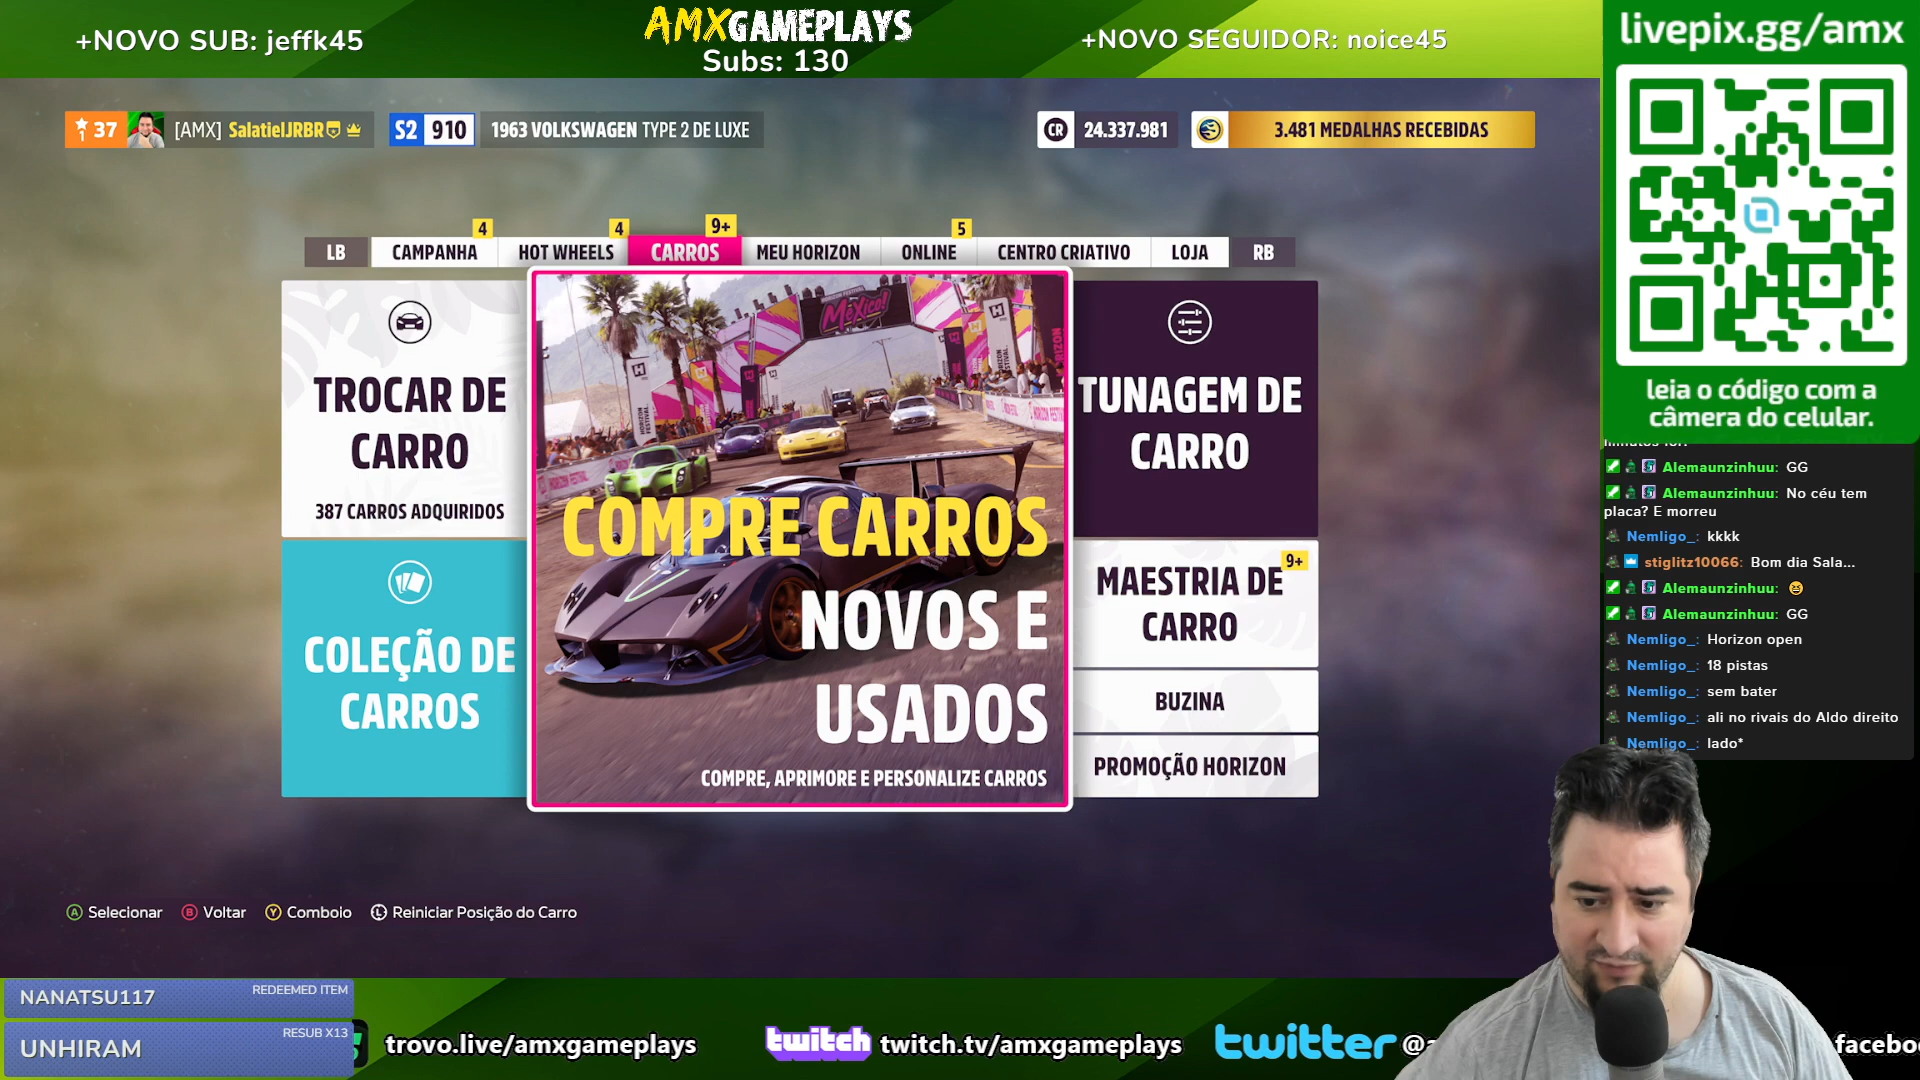 +NOVO SUB: jeffk45
AMXGAMEPLAYS
Subs: 130
+NOVO SEGUIDOR: noice45
livepix.gg/amx
leia o código com a
câmera do celular.
1 37
[AMX] SalatielJRBR
S2 910
1963 VOLKSWAGEN TYPE 2 DE LUXE
CR 24.337.981
3.481 MEDALHAS RECEBIDAS
4 4 9+ 5
LB CAMPANHA HOT WHEELS CARROS MEU HORIZON ONLINE CENTRO CRIATIVO LOJA RB
TROCAR DE
CARRO
387 CARROS ADQUIRIDOS
COLEÇÃO DE
CARROS
México!
COMPRE CARROS
NOVOS E
USADOS
COMPRE, APRIMORE E PERSONALIZE CARROS
TUNAGEM DE
CARRO
9+
MAESTRIA DE
CARRO
BUZINA
PROMOÇÃO HORIZON
Alemaunzinhuu: GG
Alemaunzinhuu: No céu tem
placa? E morreu
Nemligo_: kkkk
stiglitz10066: Bom dia Sala...
Alemaunzinhuu: 😆
Alemaunzinhuu: GG
Nemligo_: Horizon open
Nemligo_: 18 pistas
Nemligo_: sem bater
Nemligo_: ali no rivais do Aldo direito
Nemligo_: lado*
A Selecionar B Voltar Y Comboio L Reiniciar Posição do Carro
NANATSU117 REDEEMED ITEM
UNHIRAM RESUB X13
trovo.live/amxgameplays
twitch twitch.tv/amxgameplays
twitter